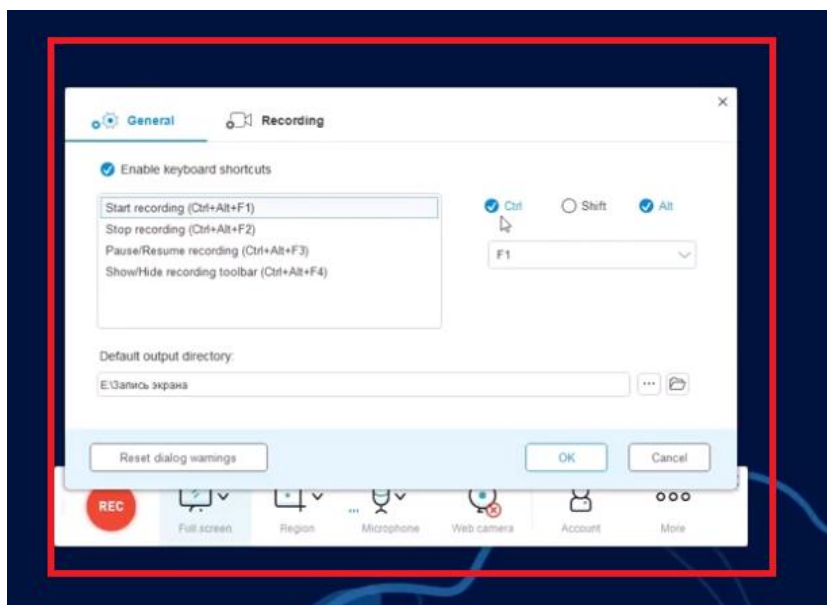 General
Recording
Enable keyboard shortcuts
Start recording (Ctrl+Alt+F1)
Stop recording (Ctrl+Alt+F2)
Pause/Resume recording (Ctrl+Alt+F3)
Show/Hide recording toolbar (Ctrl+Alt+F4)
Ctrl
Shift
Alt
F1
Default output directory:
E:\Запись экрана
Reset dialog warnings
OK
Cancel
REC
Full screen
Region
Microphone
Web camera
Account
More